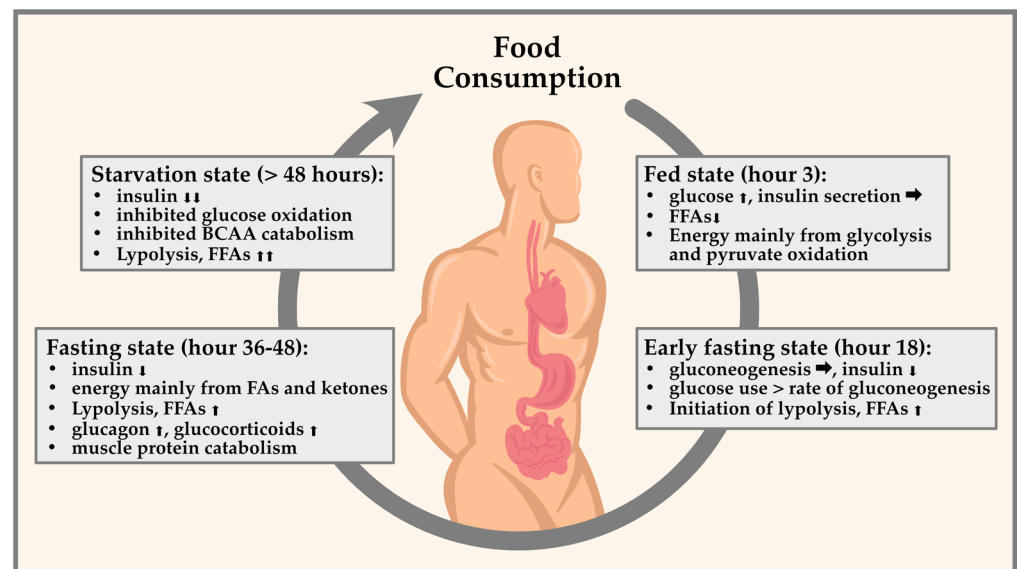 Food
Consumption
Fed state (hour 3):
• glucose ⬆, insulin secretion ➡
• FFAs⬇
• Energy mainly from glycolysis
and pyruvate oxidation
Early fasting state (hour 18):
• gluconeogenesis ➡, insulin ⬇
• glucose use > rate of gluconeogenesis
• Initiation of lypolysis, FFAs ⬆
Fasting state (hour 36-48):
• insulin ⬇
• energy mainly from FAs and ketones
• Lypolysis, FFAs ⬆
• glucagon ⬆, glucocorticoids ⬆
• muscle protein catabolism
Starvation state (> 48 hours):
• insulin ⬇⬇
• inhibited glucose oxidation
• inhibited BCAA catabolism
• Lypolysis, FFAs ⬆⬆